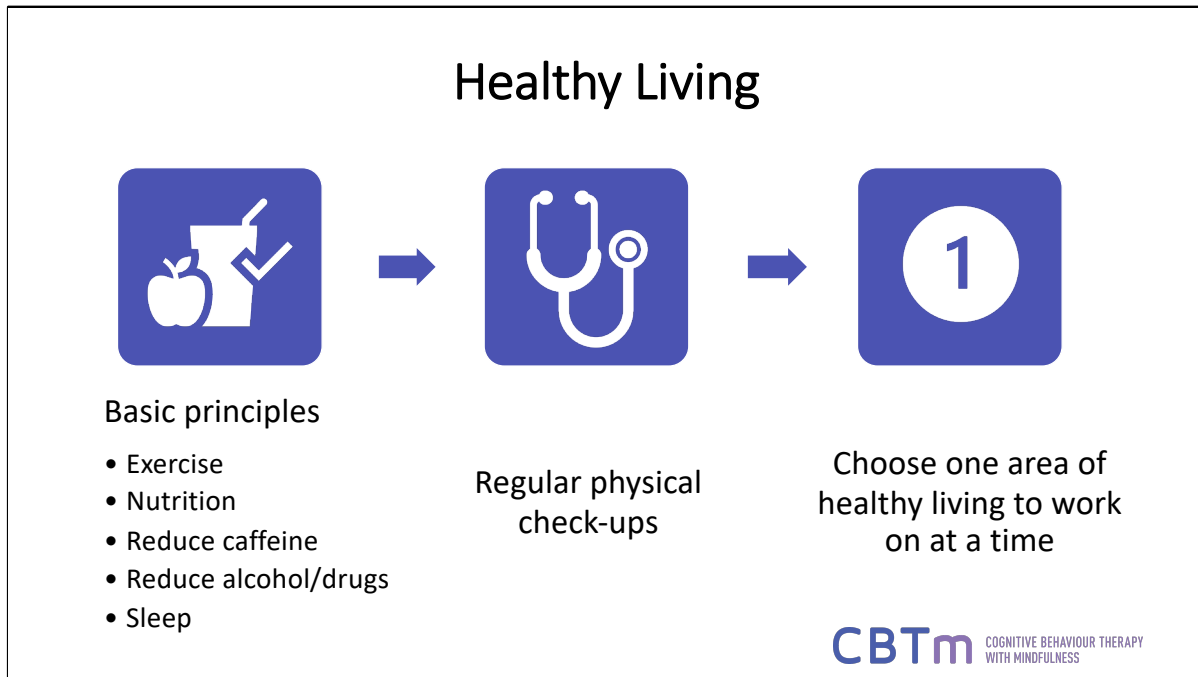 Healthy Living
1
Basic principles
• Exercise
• Nutrition
• Reduce caffeine
• Reduce alcohol/drugs
• Sleep
Regular physical
check-ups
Choose one area of
healthy living to work
on at a time
CBTm
COGNITIVE BEHAVIOUR THERAPY
WITH MINDFULNESS